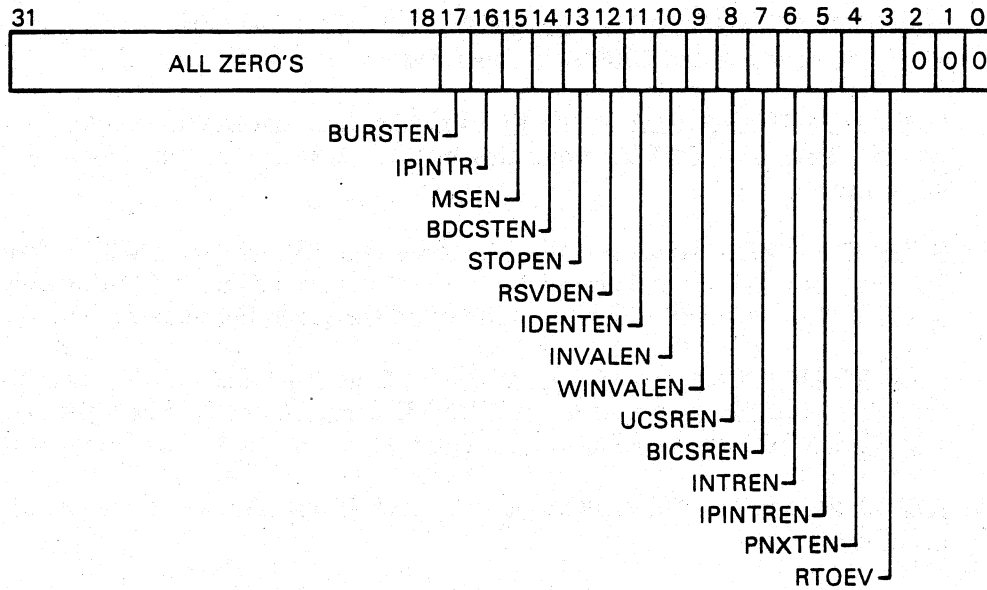 31 18 17 16 15 14 13 12 11 10 9 8 7 6 5 4 3 2 1 0
ALL ZERO'S 0 0 0
BURSTEN
IPINTR
MSEN
BDCSTEN
STOPEN
RSVDEN
IDENTEN
INVALEN
WINVALEN
UCSREN
BICSREN
INTREN
IPINTREN
PNXTEN
RTOEV